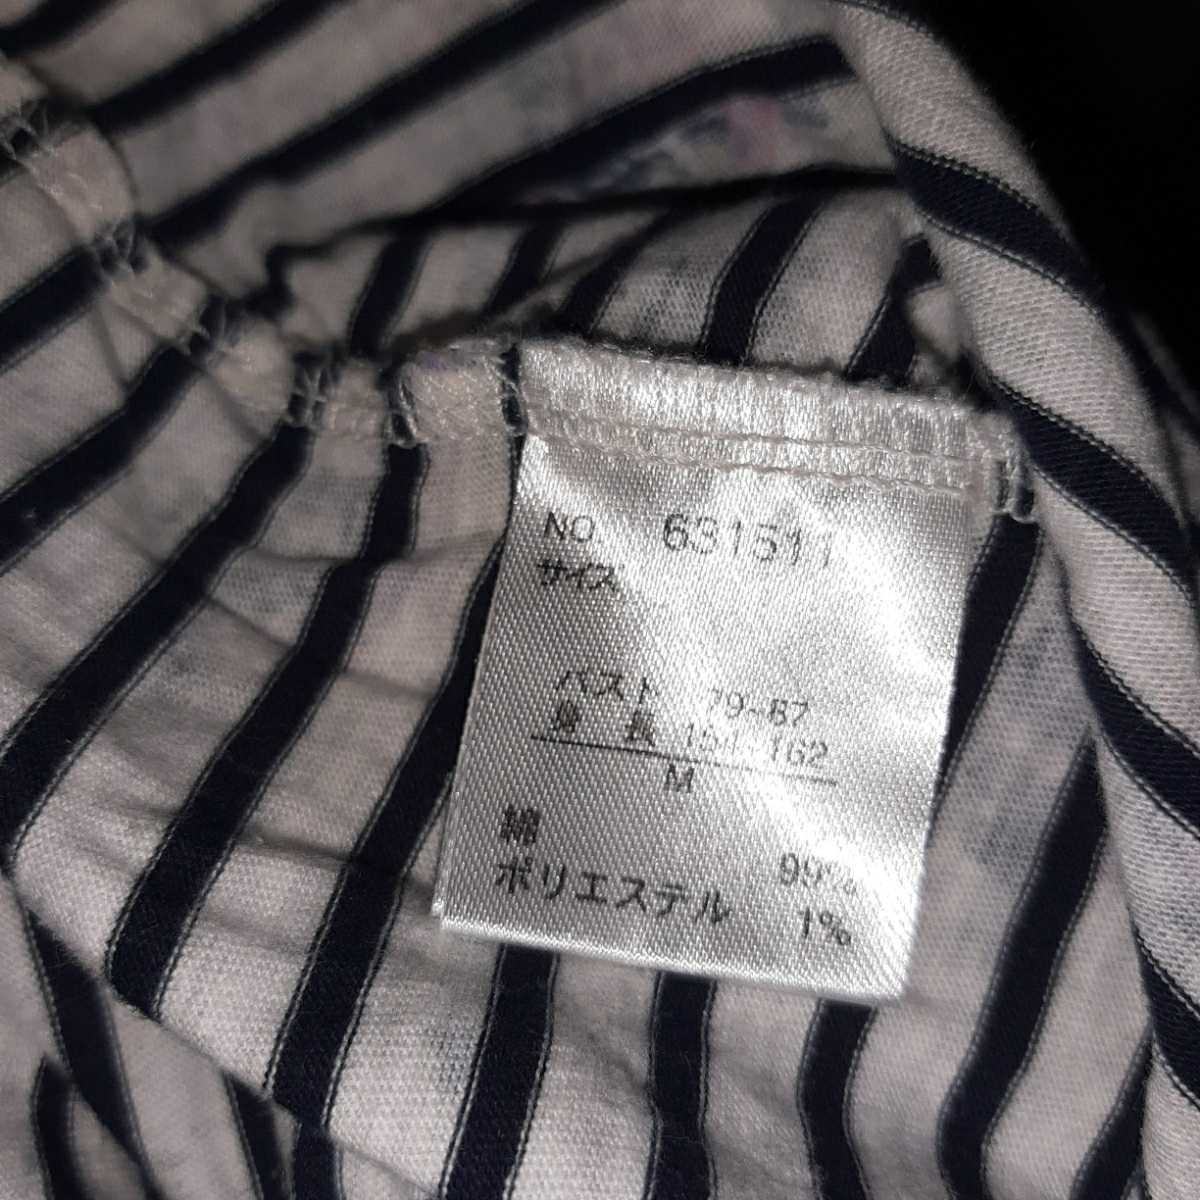 NO 631511
サイズ
バスト 79~87
身長 154~162
M
綿 99%
ポリエステル 1%